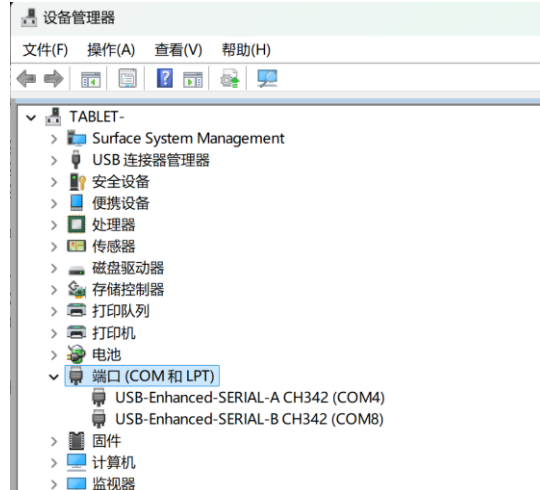 设备管理器
文件(F) 操作(A) 查看(V) 帮助(H)
TABLET-
Surface System Management
USB 连接器管理器
安全设备
便携设备
处理器
传感器
磁盘驱动器
存储控制器
打印队列
打印机
电池
端口 (COM 和 LPT)
USB-Enhanced-SERIAL-A CH342 (COM4)
USB-Enhanced-SERIAL-B CH342 (COM8)
固件
计算机
监视器